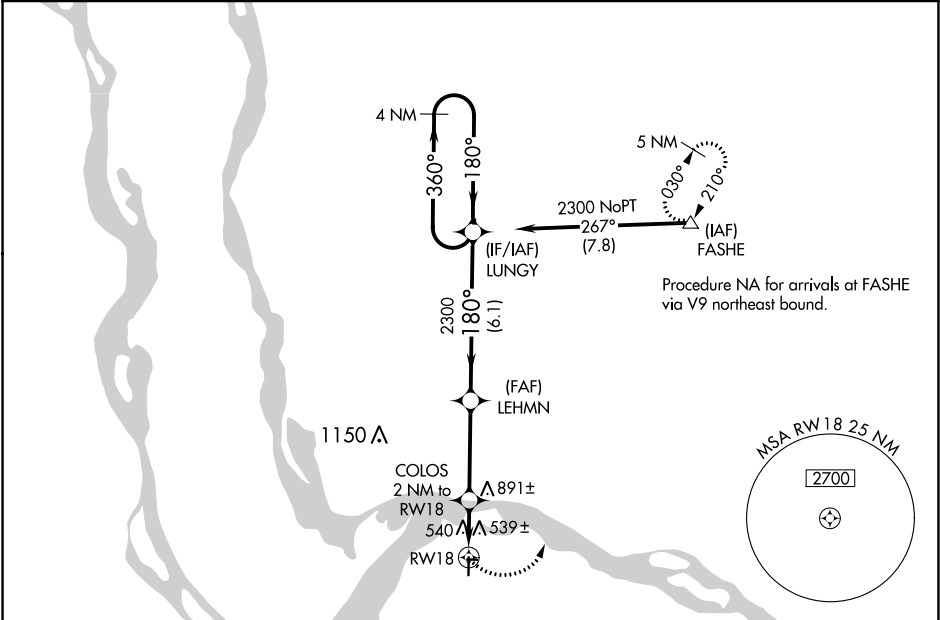 4 NM
360°
180°
5 NM
030°
210°
2300 NoPT
267°
(7.8)
(IAF)
FASHE
(IF/IAF)
LUNGY
Procedure NA for arrivals at FASHE
via V9 northeast bound.
2300
180°
(6.1)
(FAF)
LEHMN
1150
COLOS
2 NM to
RW18
891±
540
539±
RW18
MSA RW18 25 NM
2700